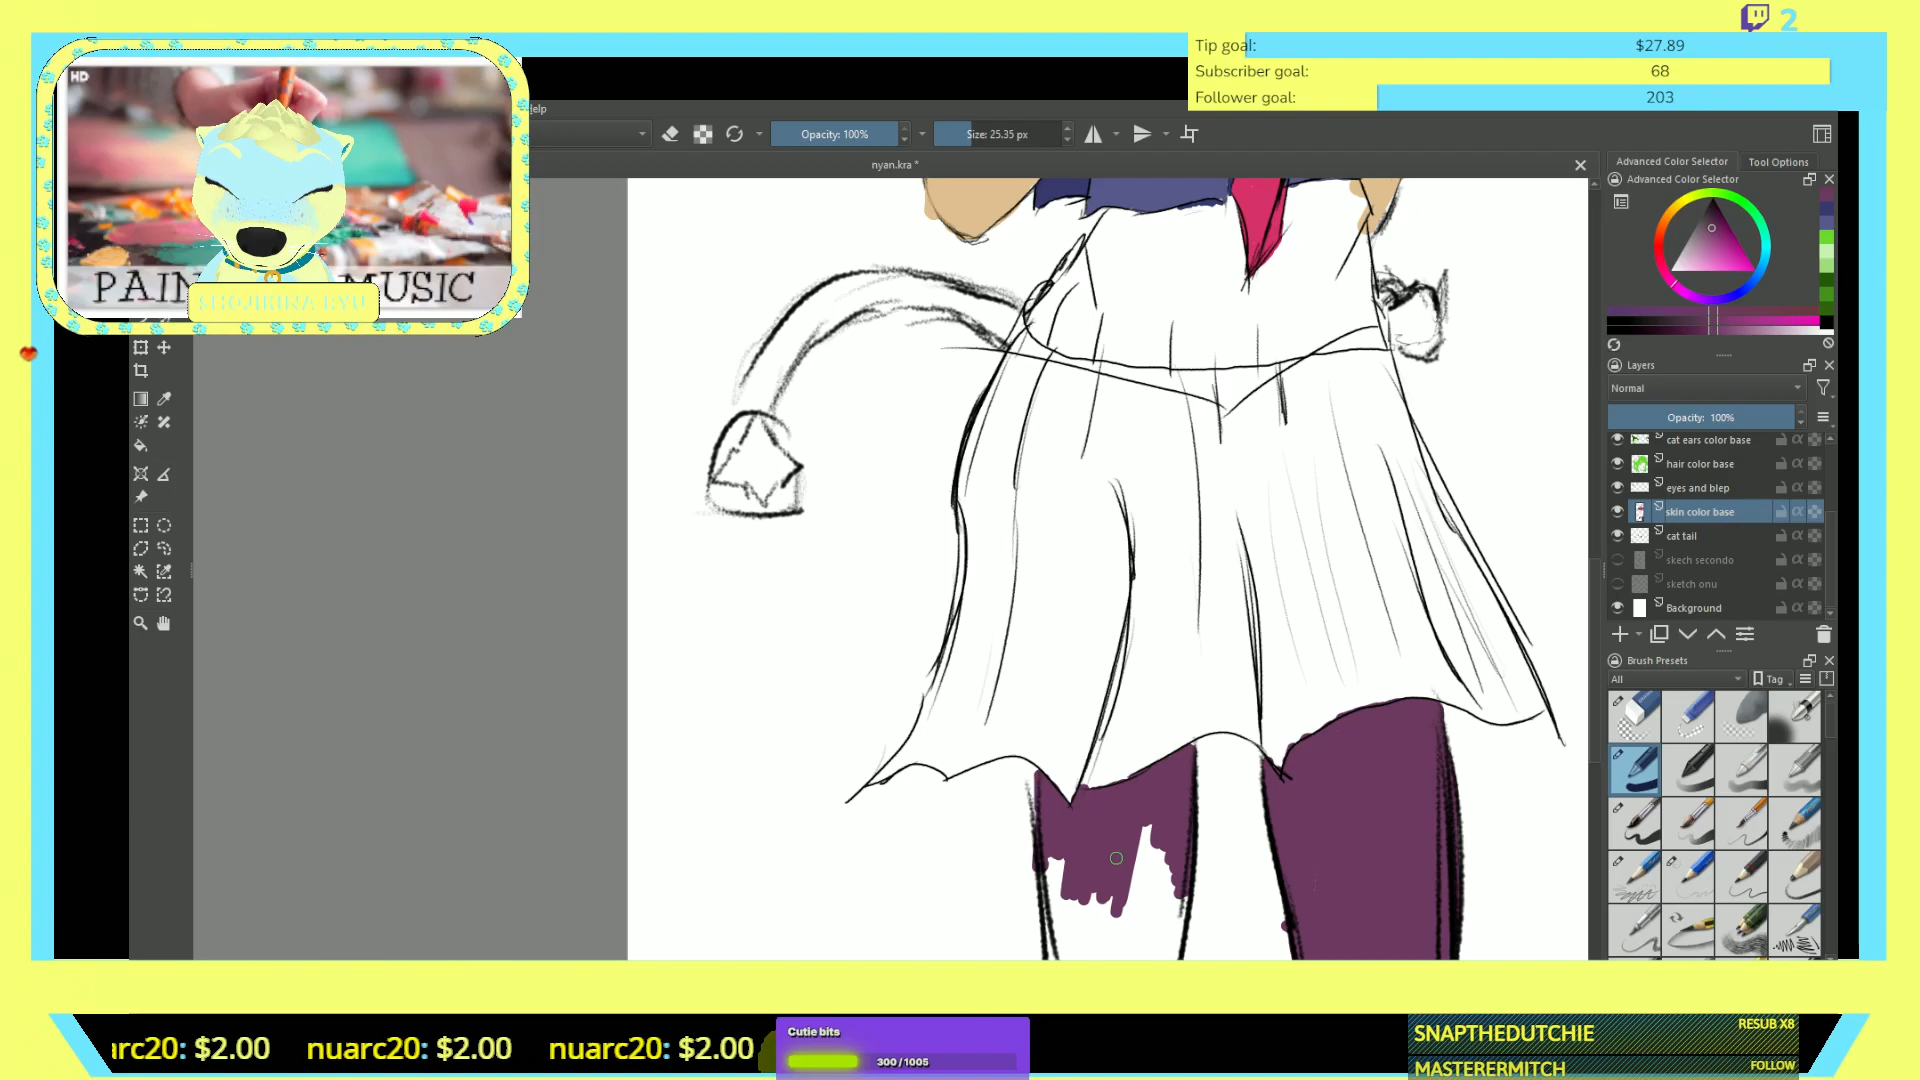 2
Tip goal: $27.89
Subscriber goal: 68
Follower goal: 203
HD
elp
Opacity: 100%
Size: 25.35 px
nyan.kra *
Advanced Color Selector
Tool Options
Advanced Color Selector
MUSIC
SHOJIKINA RYU
Layers
Normal
Opacity: 100%
cat ears color base
hair color base
eyes and blep
skin color base
cat tail
skech secondo
sketch onu
Background
Brush Presets
All
Tag
arc20: $2.00 nuarc20: $2.00 nuarc20: $2.00
Cutie bits
300/1005
SNAPTHEDUTCHIE RESUB X8
MASTERERMITCH FOLLOW